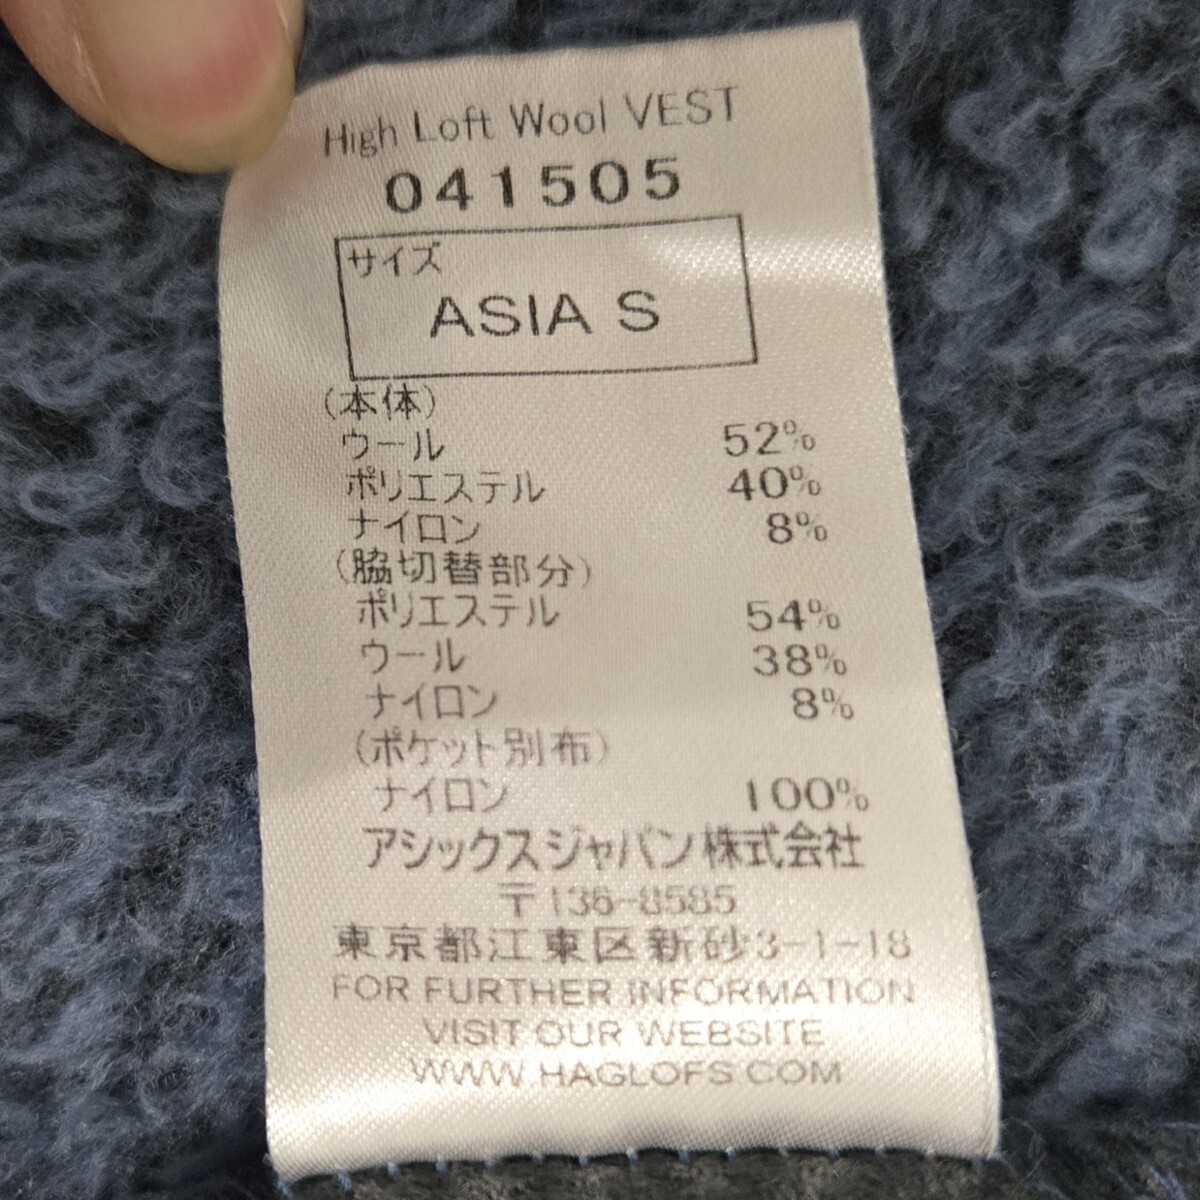 High Loft Wool VEST
041505
サイズ
ASIA S
(本体)
ウール 52%
ポリエステル 40%
ナイロン 8%
(脇切替部分)
ポリエステル 54%
ウール 38%
ナイロン 8%
(ポケット別布)
ナイロン 100%
アシックスジャパン株式会社
〒136-8585
東京都江東区新砂3-1-18
FOR FURTHER INFORMATION
VISIT OUR WEBSITE
WWW.HAGLOFS.COM